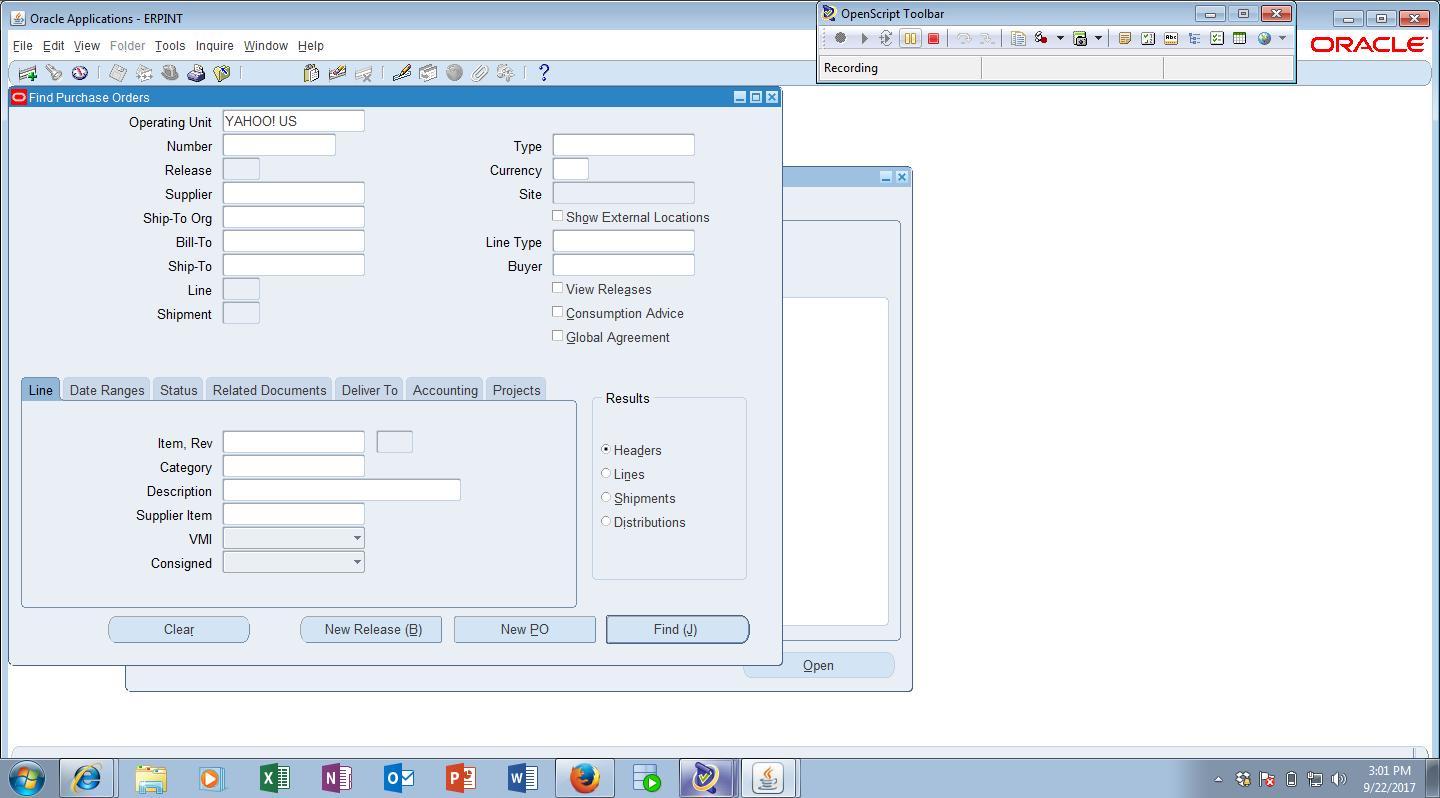 Oracle Applications - ERPINT
OpenScript Toolbar
File Edit View Folder Tools Inquire Window Help
ORACLE
Recording
Find Purchase Orders
Operating Unit YAHOO! US
Number
Type
Release
Currency
Supplier
Site
Ship-To Org
Show External Locations
Bill-To
Line Type
Ship-To
Buyer
Line
View Releases
Shipment
Consumption Advice
Global Agreement
Line Date Ranges Status Related Documents Deliver To Accounting Projects
Results
Item, Rev
Headers
Category
Lines
Description
Shipments
Supplier Item
Distributions
VMI
Consigned
Clear New Release (B) New PO Find (J)
Open
3:01 PM
9/22/2017